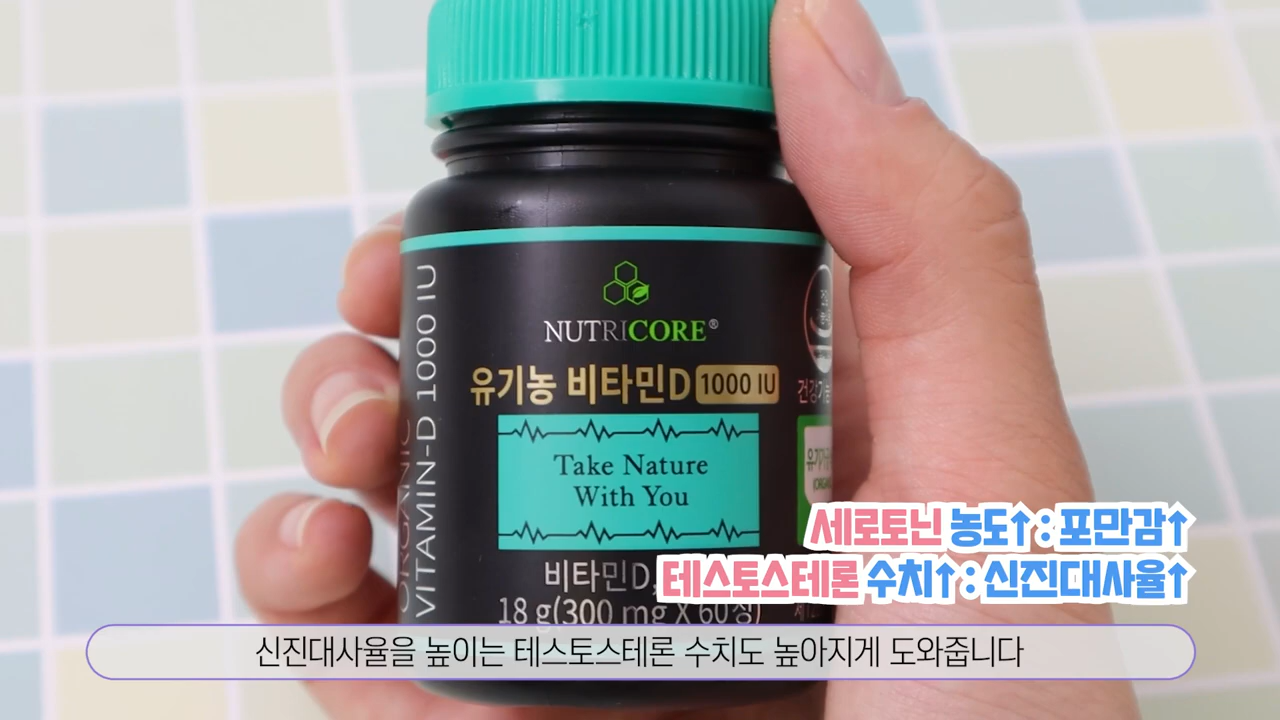 NUTRICORE®
유기농 비타민D 1000 IU
Take Nature
With You
비타민D,
18 g(300 mg X 60정)
ORGANIC
VITAMIN-D 1000 IU
건강기능
세로토닌 농도↑ : 포만감↑
테스토스테론 수치↑ : 신진대사율↑
신진대사율을 높이는 테스토스테론 수치도 높아지게 도와줍니다